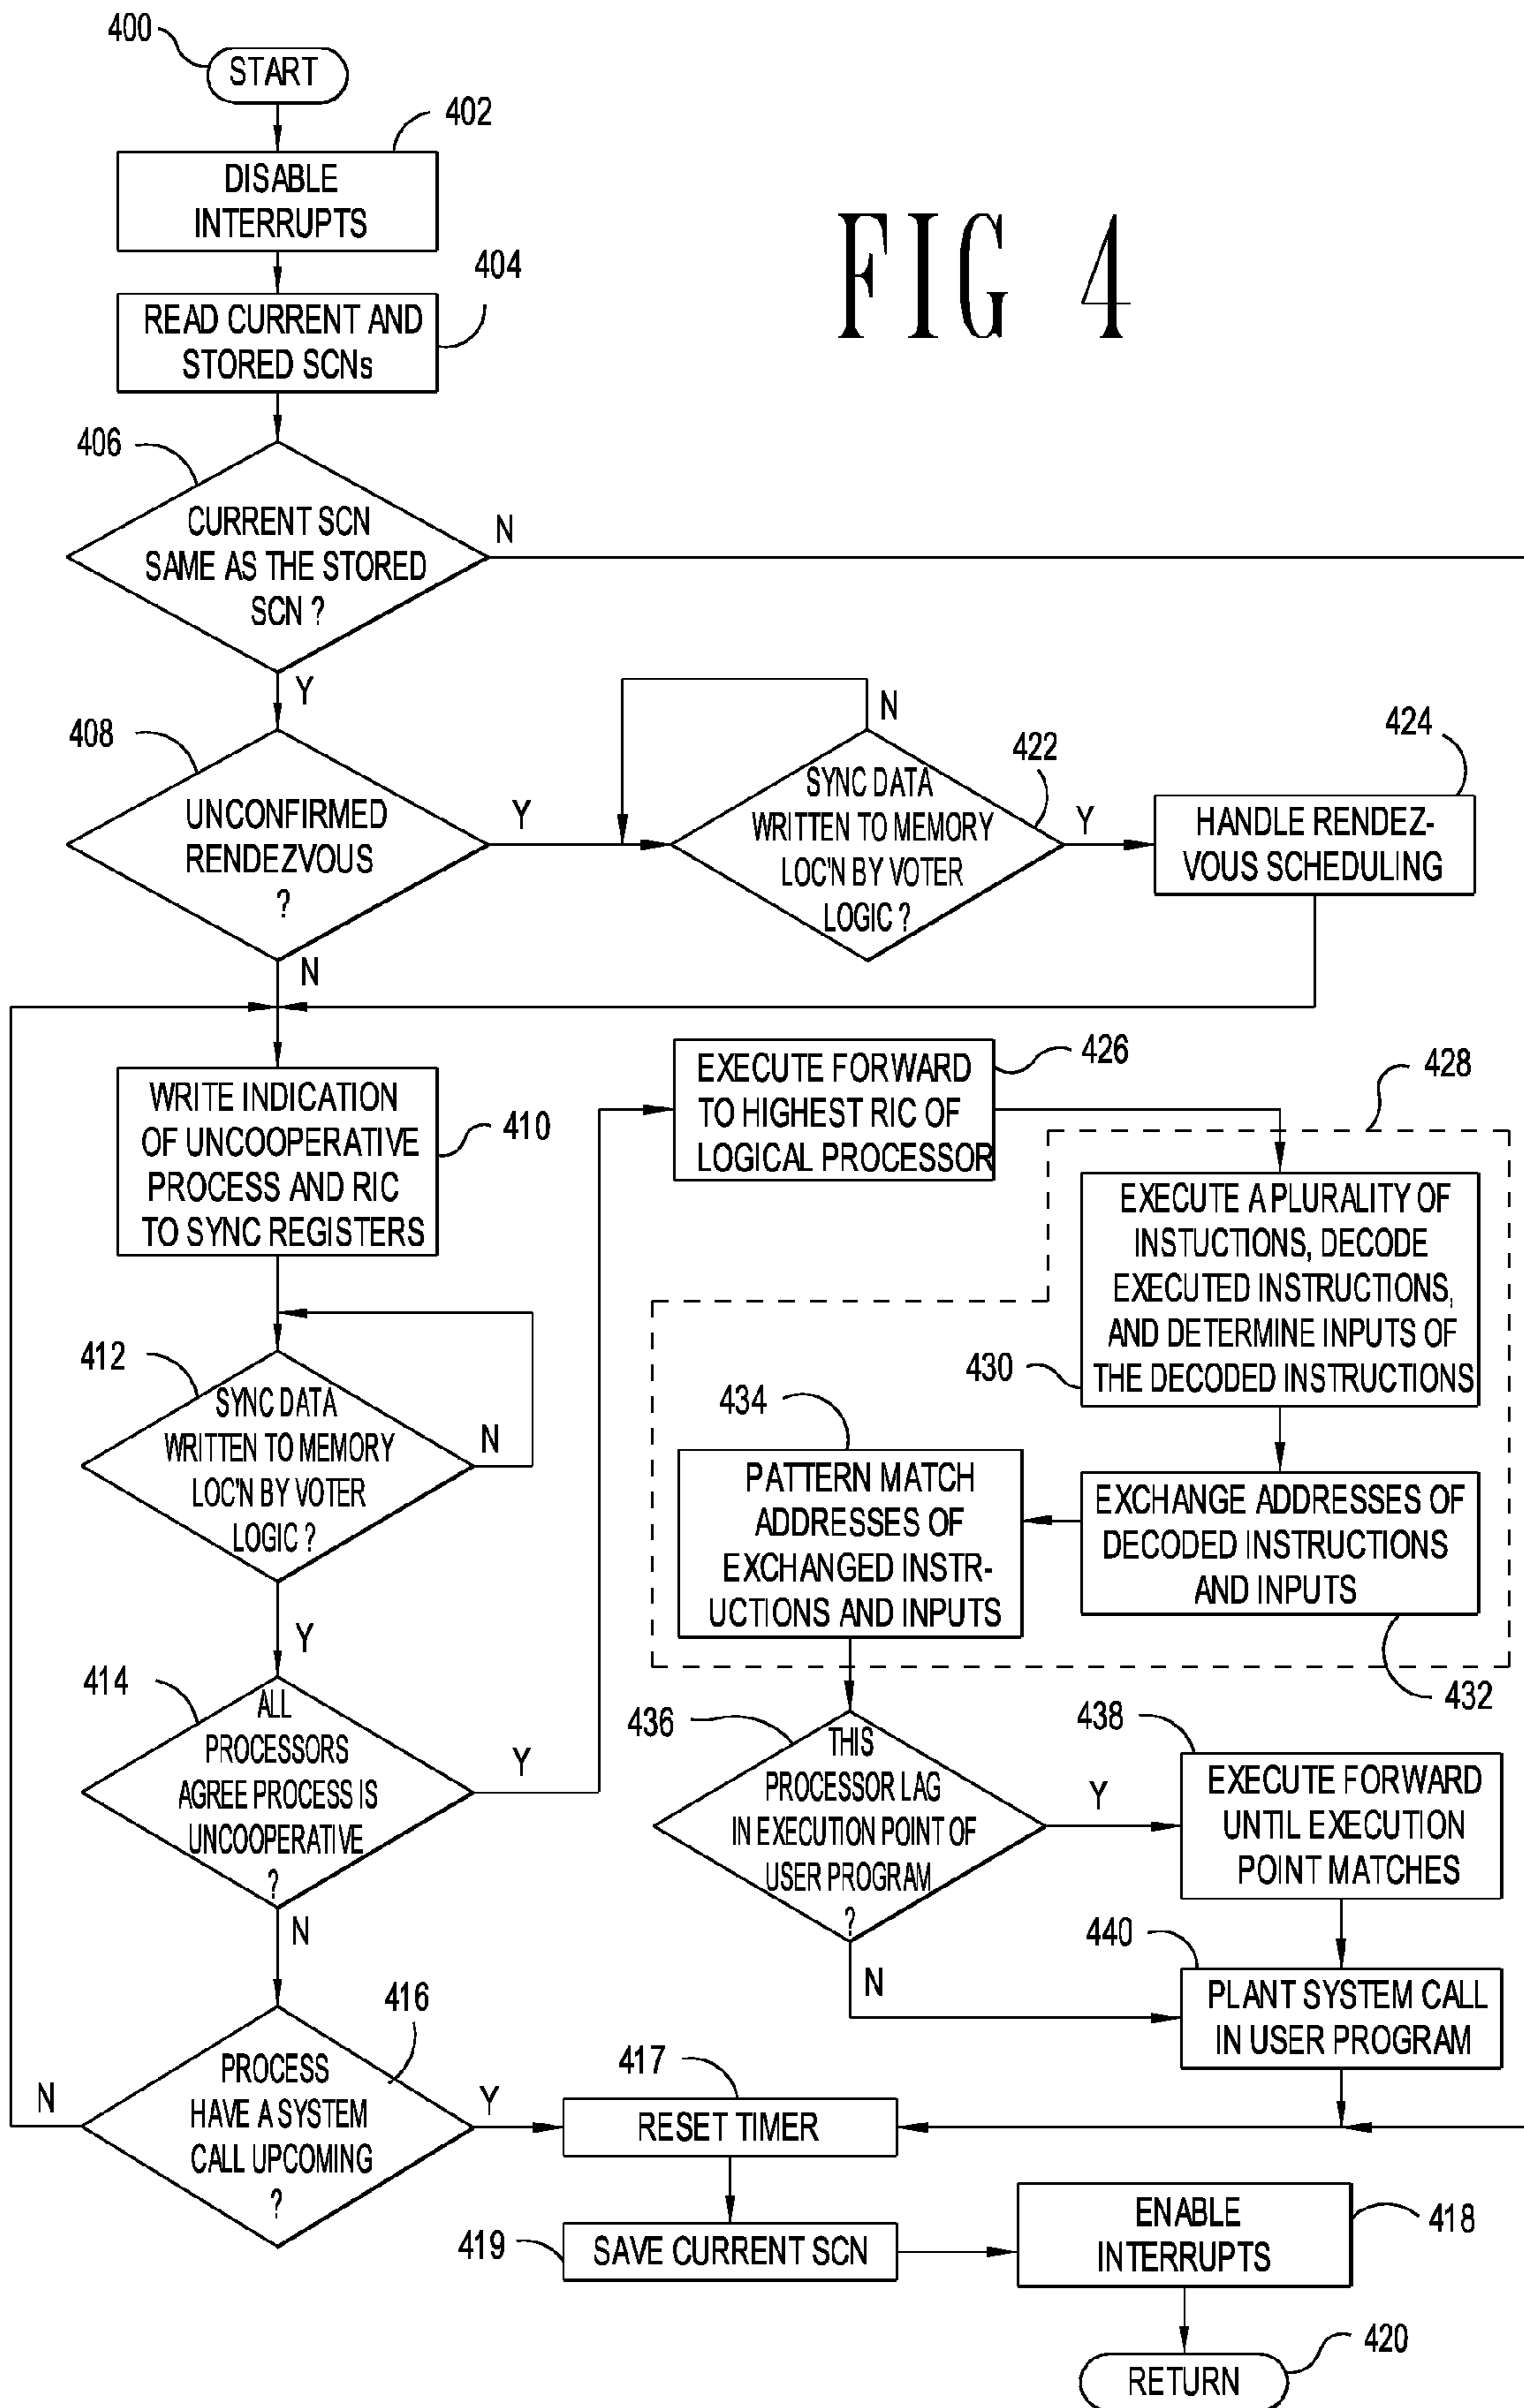 400
START
402
DISABLE
INTERRUPTS
FIG 4
404
READ CURRENT AND
STORED SCNs
406
CURRENT SCN
SAME AS THE STORED
SCN ?
N
Y
408
UNCONFIRMED
RENDEZVOUS
?
Y
N
N
422
SYNC DATA
WRITTEN TO MEMORY
LOC'N BY VOTER
LOGIC ?
Y
424
HANDLE RENDEZ-
VOUS SCHEDULING
WRITE INDICATION
OF UNCOOPERATIVE
PROCESS AND RIC
TO SYNC REGISTERS
410
EXECUTE FORWARD
TO HIGHEST RIC OF
LOGICAL PROCESSOR
426
428
EXECUTE A PLURALITY OF
INSTUCTIONS, DECODE
EXECUTED INSTRUCTIONS,
AND DETERMINE INPUTS OF
THE DECODED INSTRUCTIONS
430
412
SYNC DATA
WRITTEN TO MEMORY
LOC'N BY VOTER
LOGIC ?
N
Y
434
PATTERN MATCH
ADDRESSES OF
EXCHANGED INSTR-
UCTIONS AND INPUTS
EXCHANGE ADDRESSES OF
DECODED INSTRUCTIONS
AND INPUTS
432
414
ALL
PROCESSORS
AGREE PROCESS IS
UNCOOPERATIVE
?
Y
N
436
THIS
PROCESSOR LAG
IN EXECUTION POINT OF
USER PROGRAM
?
Y
N
438
EXECUTE FORWARD
UNTIL EXECUTION
POINT MATCHES
440
PLANT SYSTEM CALL
IN USER PROGRAM
416
PROCESS
HAVE A SYSTEM
CALL UPCOMING
?
N
Y
417
RESET TIMER
419
SAVE CURRENT SCN
ENABLE
INTERRUPTS
418
420
RETURN